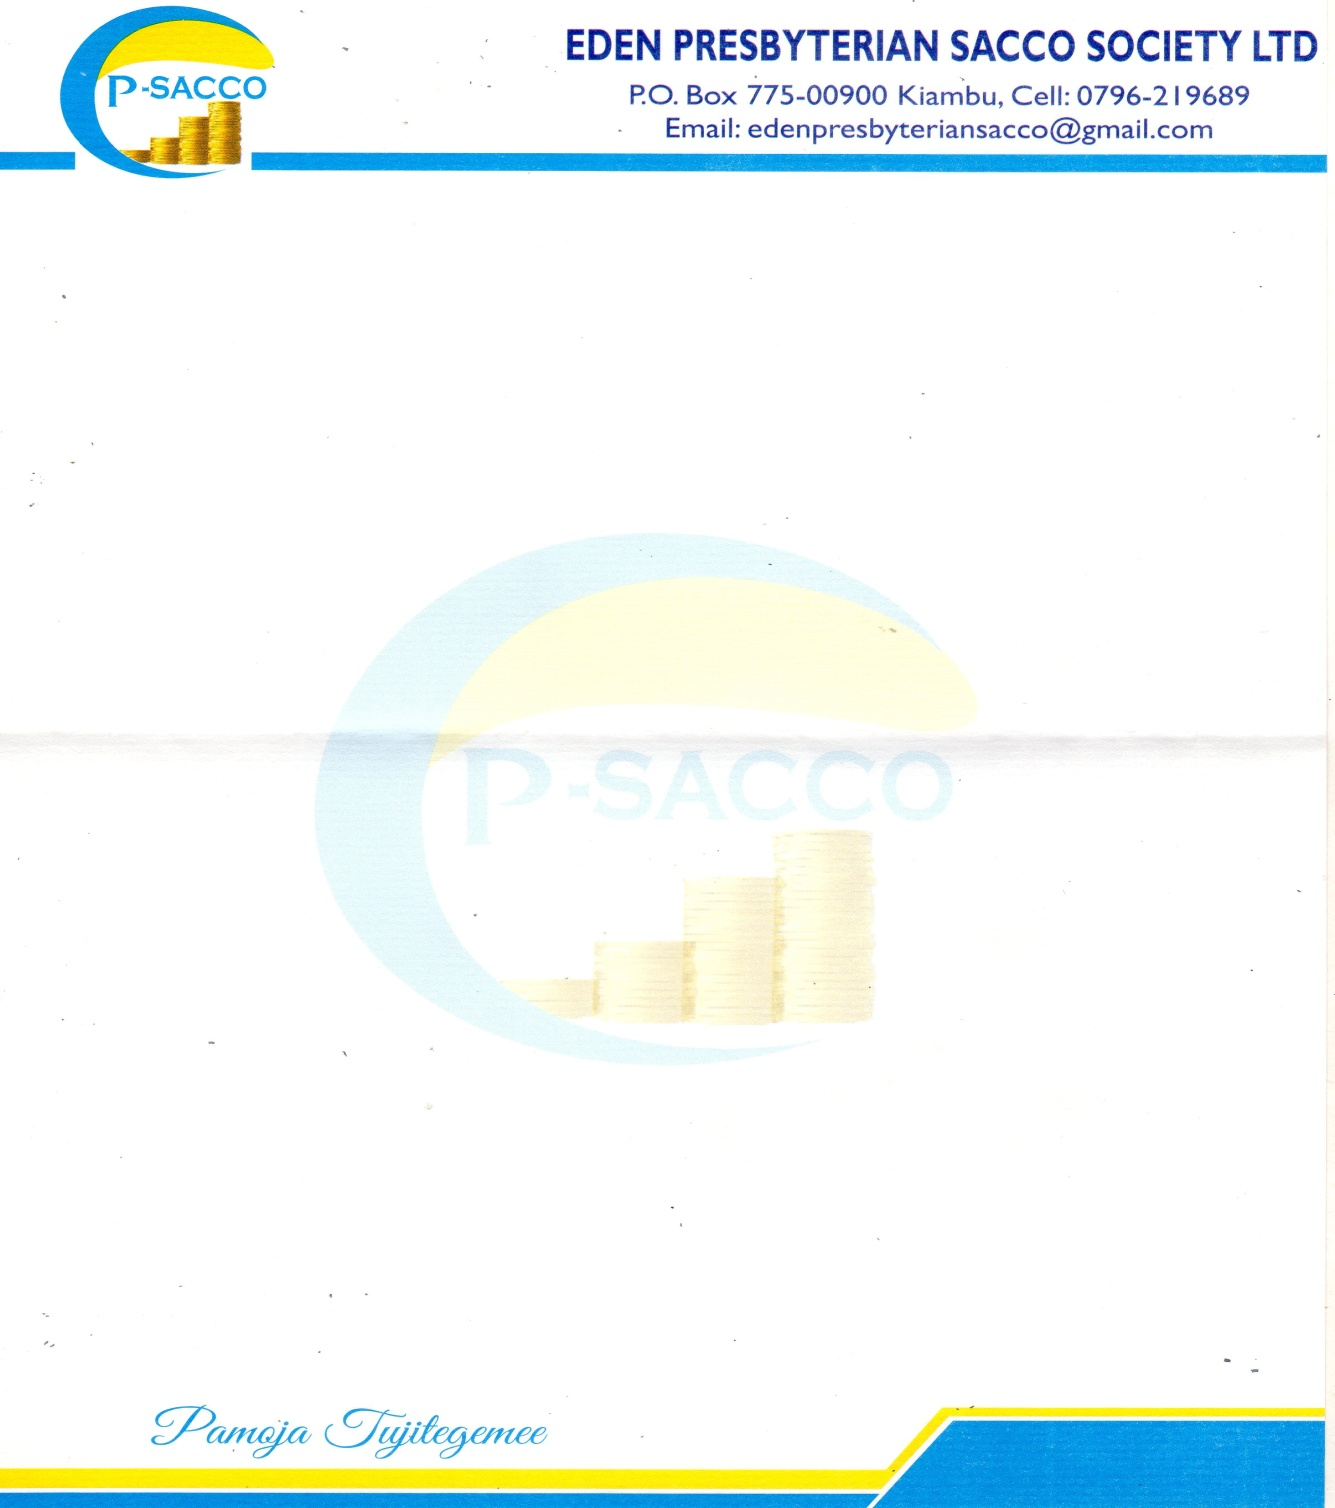 P-SACCO
EDEN PRESBYTERIAN SACCO SOCIETY LTD
P.O. Box 775-00900 Kiambu, Cell: 0796-219689
Email: edenpresbyteriansacco@gmail.com
P-SACCO
Pamoja Tujitegemee